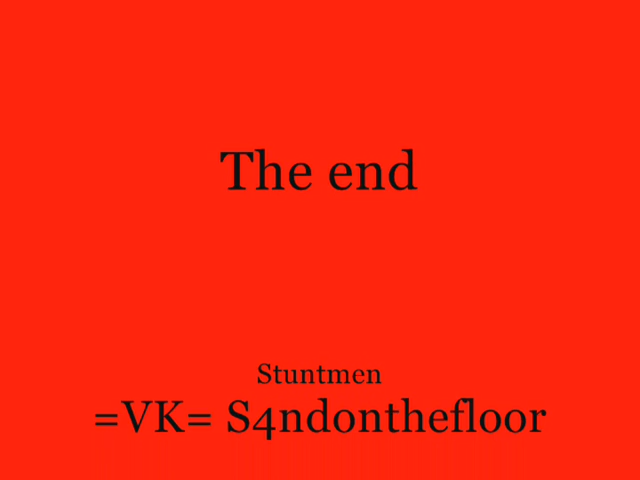 The end
Stuntmen
=VK= S4ndonthefloor